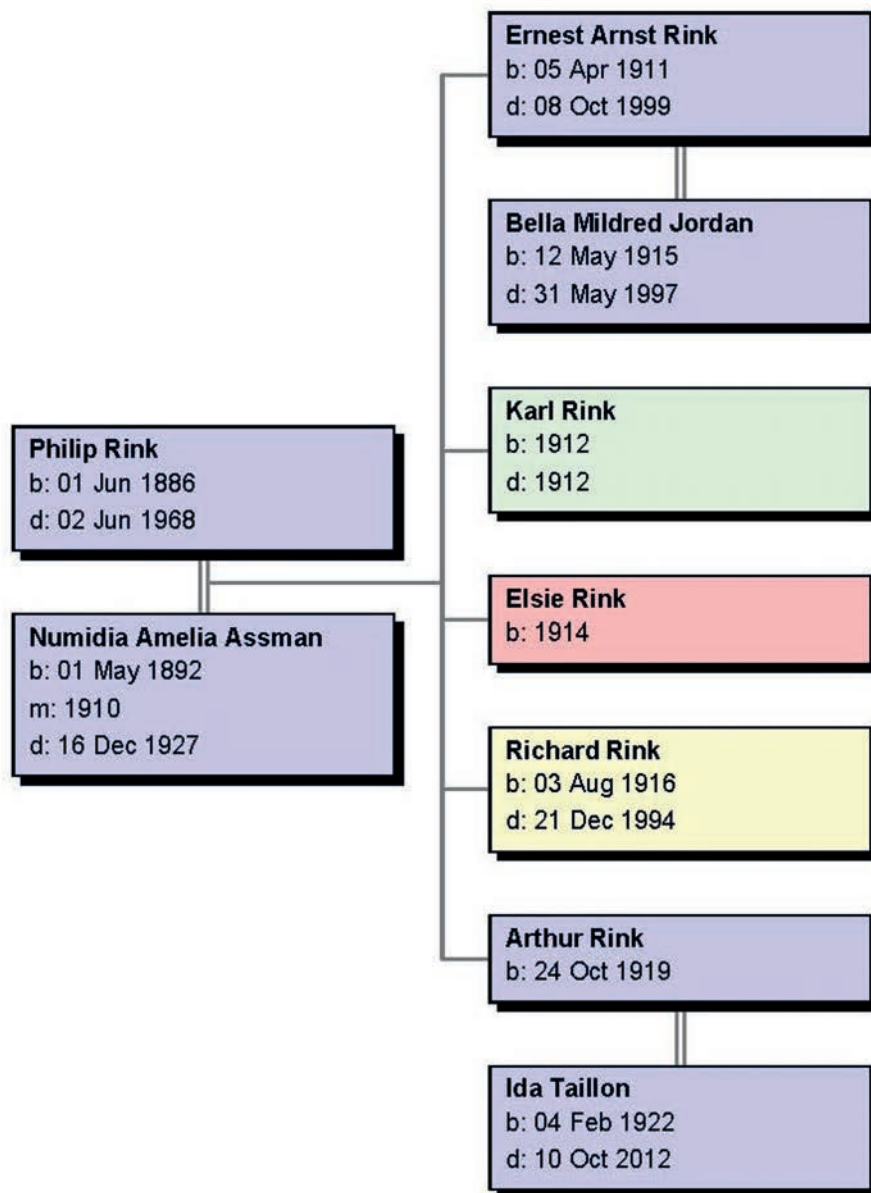 Ernest Arnst Rink
b: 05 Apr 1911
d: 08 Oct 1999
Bella Mildred Jordan
b: 12 May 1915
d: 31 May 1997
Karl Rink
b: 1912
d: 1912
Philip Rink
b: 01 Jun 1886
d: 02 Jun 1968
Numidia Amelia Assman
b: 01 May 1892
m: 1910
d: 16 Dec 1927
Elsie Rink
b: 1914
Richard Rink
b: 03 Aug 1916
d: 21 Dec 1994
Arthur Rink
b: 24 Oct 1919
Ida Taillon
b: 04 Feb 1922
d: 10 Oct 2012